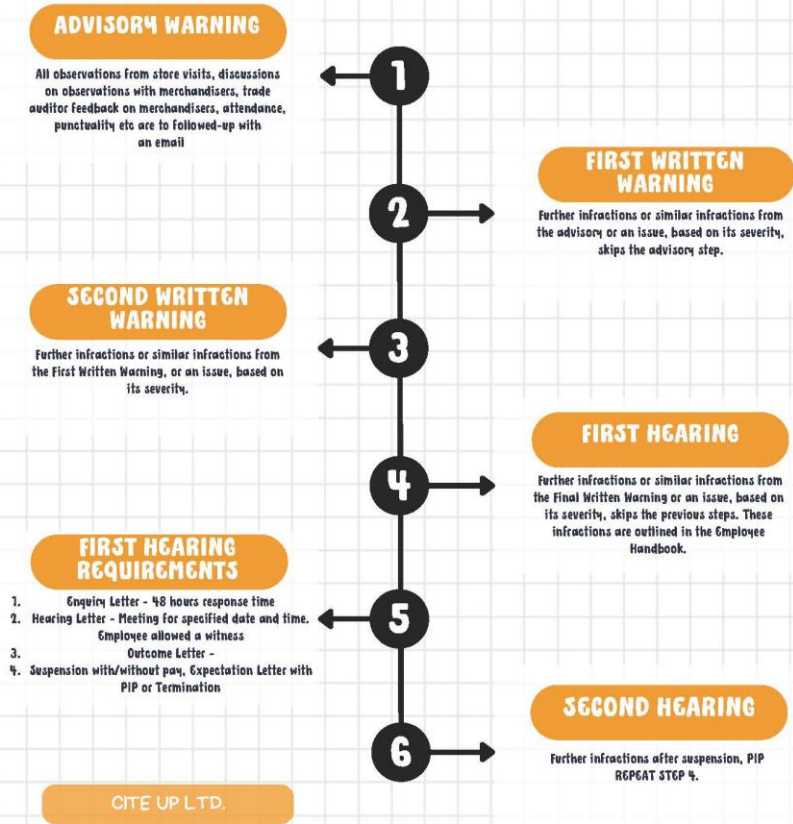 ADVISORY WARNING
All observations from store visits, discussions
on observations with merchandisers, trade
auditor feedback on merchandisers, attendance,
punctuality etc are to followed-up with
an email
1
FIRST WRITTEN
WARNING
2
Further infractions or similar infractions from
the advisory or an issue, based on its severity,
skips the advisory step.
SECOND WRITTEN
WARNING
3
Further infractions or similar infractions from
the First Written Warning, or an issue, based on
its severity.
FIRST HEARING
4
Further infractions or similar infractions from
the Final Written Warning or an issue, based on
its severity, skips the previous steps. These
infractions are outlined in the Employee
Handbook.
FIRST HEARING
REQUIREMENTS
1. Enquiry Letter - 48 hours response time
2. Hearing Letter - Meeting for specified date and time.
Employee allowed a witness
3. Outcome Letter -
4. Suspension with/without pay, Expectation Letter with
PIP or Termination
5
SECOND HEARING
6
Further infractions after suspension, PIP
REPEAT STEP 4.
CITE UP LTD.